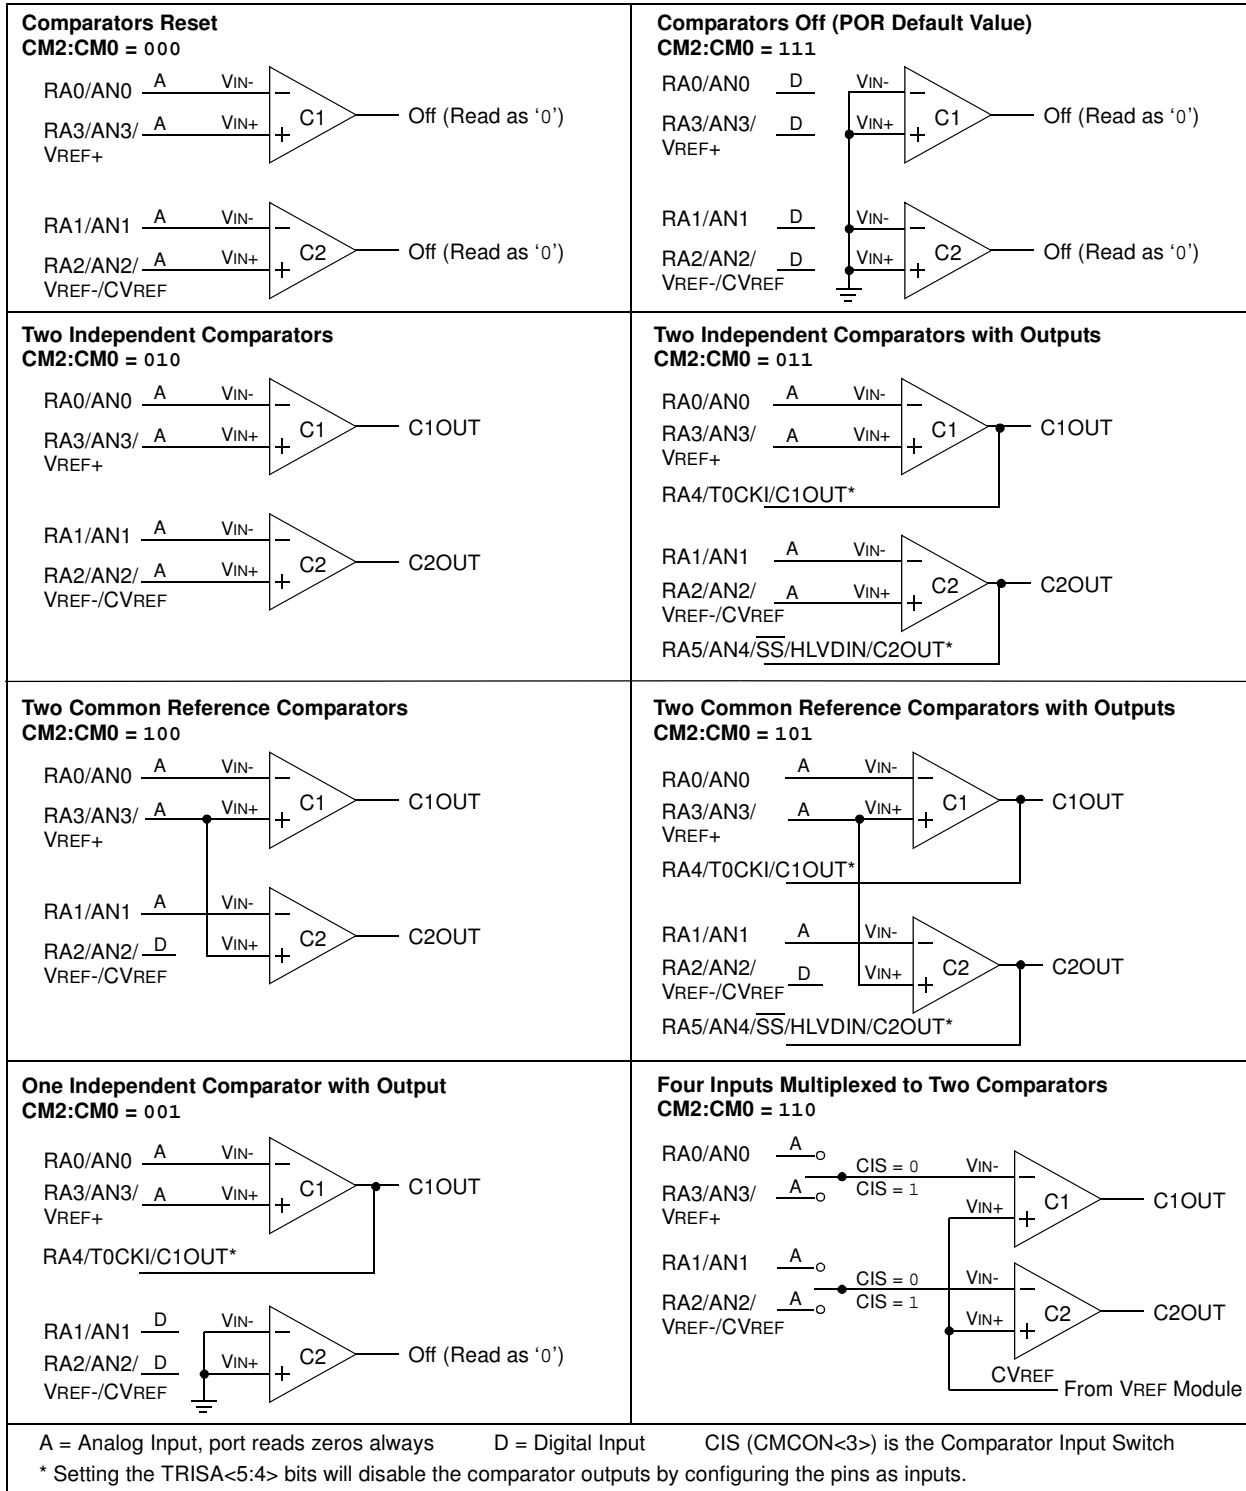 Comparators Reset
CM2:CM0 = 000
RA0/AN0 A VIN-
C1 Off (Read as ‘0’)
RA3/AN3/ A VIN+
VREF+
RA1/AN1 A VIN-
C2 Off (Read as ‘0’)
RA2/AN2/ A VIN+
VREF-/CVREF
Comparators Off (POR Default Value)
CM2:CM0 = 111
RA0/AN0 D VIN-
C1 Off (Read as ‘0’)
RA3/AN3/ D VIN+
VREF+
RA1/AN1 D VIN-
C2 Off (Read as ‘0’)
RA2/AN2/ D VIN+
VREF-/CVREF
Two Independent Comparators
CM2:CM0 = 010
RA0/AN0 A VIN-
C1 C1OUT
RA3/AN3/ A VIN+
VREF+
RA1/AN1 A VIN-
C2 C2OUT
RA2/AN2/ A VIN+
VREF-/CVREF
Two Independent Comparators with Outputs
CM2:CM0 = 011
RA0/AN0 A VIN-
C1 C1OUT
RA3/AN3/ A VIN+
VREF+
RA4/T0CKI/C1OUT*
RA1/AN1 A VIN-
C2 C2OUT
RA2/AN2/ A VIN+
VREF-/CVREF
RA5/AN4/SS/HLVDIN/C2OUT*
Two Common Reference Comparators
CM2:CM0 = 100
RA0/AN0 A VIN-
C1 C1OUT
RA3/AN3/ A VIN+
VREF+
RA1/AN1 A VIN-
C2 C2OUT
RA2/AN2/ D VIN+
VREF-/CVREF
Two Common Reference Comparators with Outputs
CM2:CM0 = 101
RA0/AN0 A VIN-
C1 C1OUT
RA3/AN3/ A VIN+
VREF+
RA4/T0CKI/C1OUT*
RA1/AN1 A VIN-
C2 C2OUT
RA2/AN2/ D VIN+
VREF-/CVREF
RA5/AN4/SS/HLVDIN/C2OUT*
One Independent Comparator with Output
CM2:CM0 = 001
RA0/AN0 A VIN-
C1 C1OUT
RA3/AN3/ A VIN+
VREF+
RA4/T0CKI/C1OUT*
RA1/AN1 D VIN-
C2 Off (Read as ‘0’)
RA2/AN2/ D VIN+
VREF-/CVREF
Four Inputs Multiplexed to Two Comparators
CM2:CM0 = 110
RA0/AN0 A
CIS = 0 VIN-
RA3/AN3/ A CIS = 1
VREF+
VIN+ C1 C1OUT
RA1/AN1 A
CIS = 0 VIN-
RA2/AN2/ A CIS = 1
VREF-/CVREF
VIN+ C2 C2OUT
CVREF
From VREF Module
A = Analog Input, port reads zeros always D = Digital Input CIS (CMCON<3>) is the Comparator Input Switch
* Setting the TRISA<5:4> bits will disable the comparator outputs by configuring the pins as inputs.